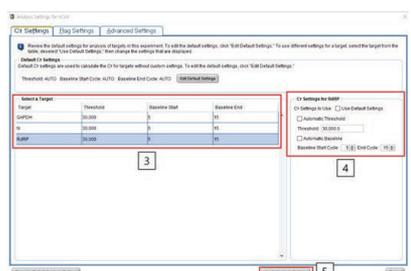 Analysis Settings for nCoV
Ct Settings Flag Settings Advanced Settings
Review the default settings for analysis of targets in this experiment. To edit the default settings, click "Edit Default Settings." To use different settings for a target, select the target from the
table, deselect "Use Default Settings," then change the settings that are displayed.
Default Ct Settings
Default Ct settings are used to calculate the Ct for targets without custom settings. To edit the default settings, click "Edit Default Settings."
Threshold: AUTO Baseline Start Cycle: AUTO Baseline End Cycle: AUTO Edit Default Settings
Select a Target
Target Threshold Baseline Start Baseline End
GAPDH 30,000 5 15
N 30,000 5 15
RdRP 30,000 5 15
3
Ct Settings for RdRP
Ct Settings to Use: Use Default Settings
Automatic Threshold
Threshold: 30,000.0
Automatic Baseline
Baseline Start Cycle: 5 End Cycle: 15
4
5